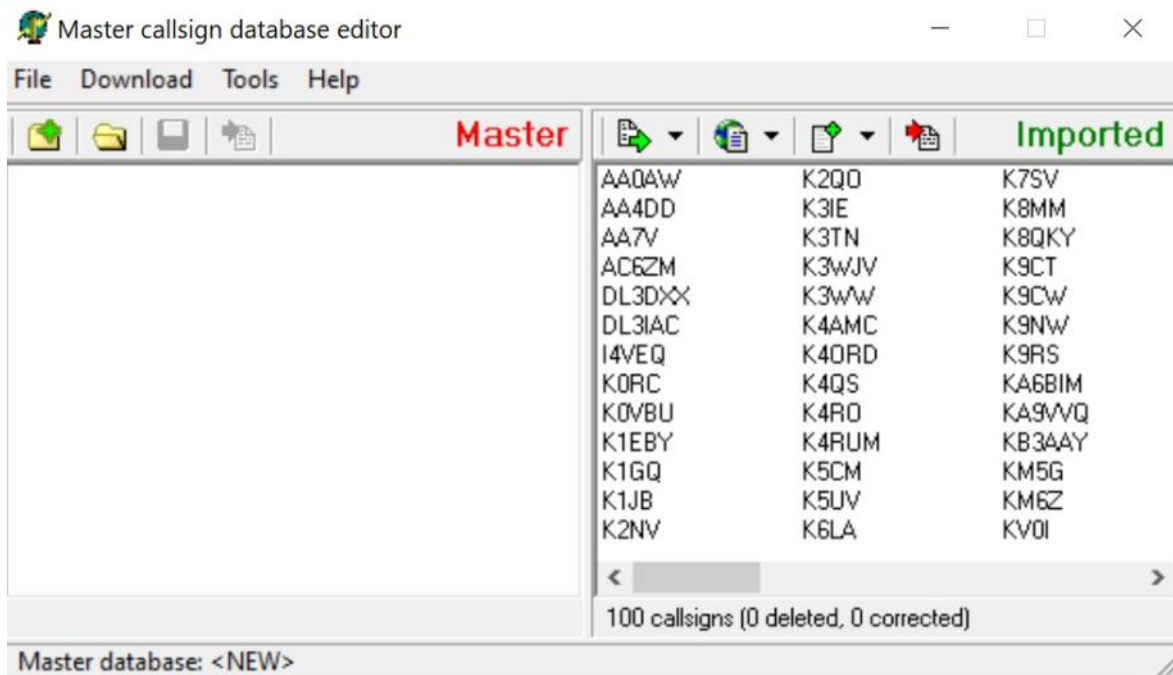 Master callsign database editor
File Download Tools Help
Master
Imported
AA0AW K2QO K7SV
AA4DD K3IE K8MM
AA7V K3TN K8QKY
AC6ZM K3WJV K9CT
DL3DXX K3WW K9CW
DL3IAC K4AMC K9NW
I4VEQ K4ORD K9RS
K0RC K4QS KA6BIM
K0VBU K4RO KA9VVQ
K1EBY K4RUM KB3AAY
K1GQ K5CM KM5G
K1JB K5UV KM6Z
K2NV K6LA KV0I
100 callsigns (0 deleted, 0 corrected)
Master database: <NEW>